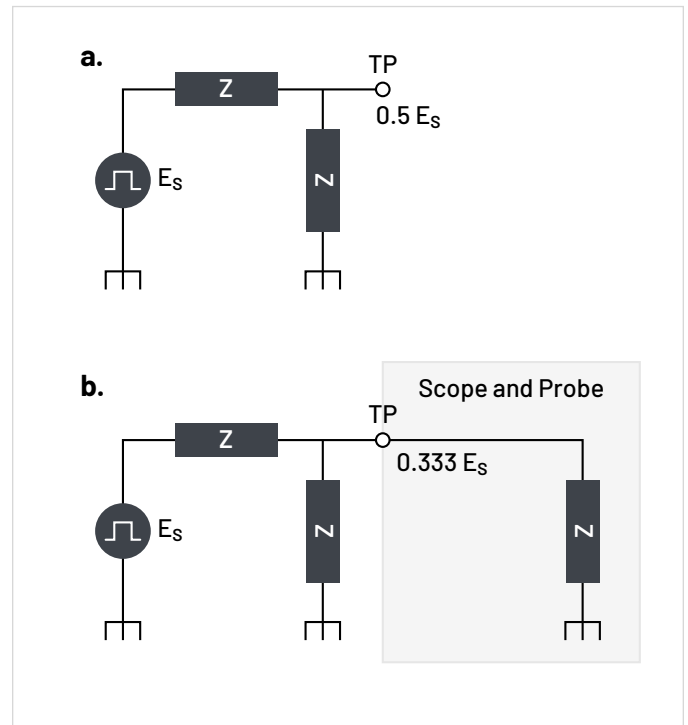 a.
TP
Z
0.5 ES
ES
Z
b.
Scope and Probe
TP
Z
0.333 ES
ES
Z
Z